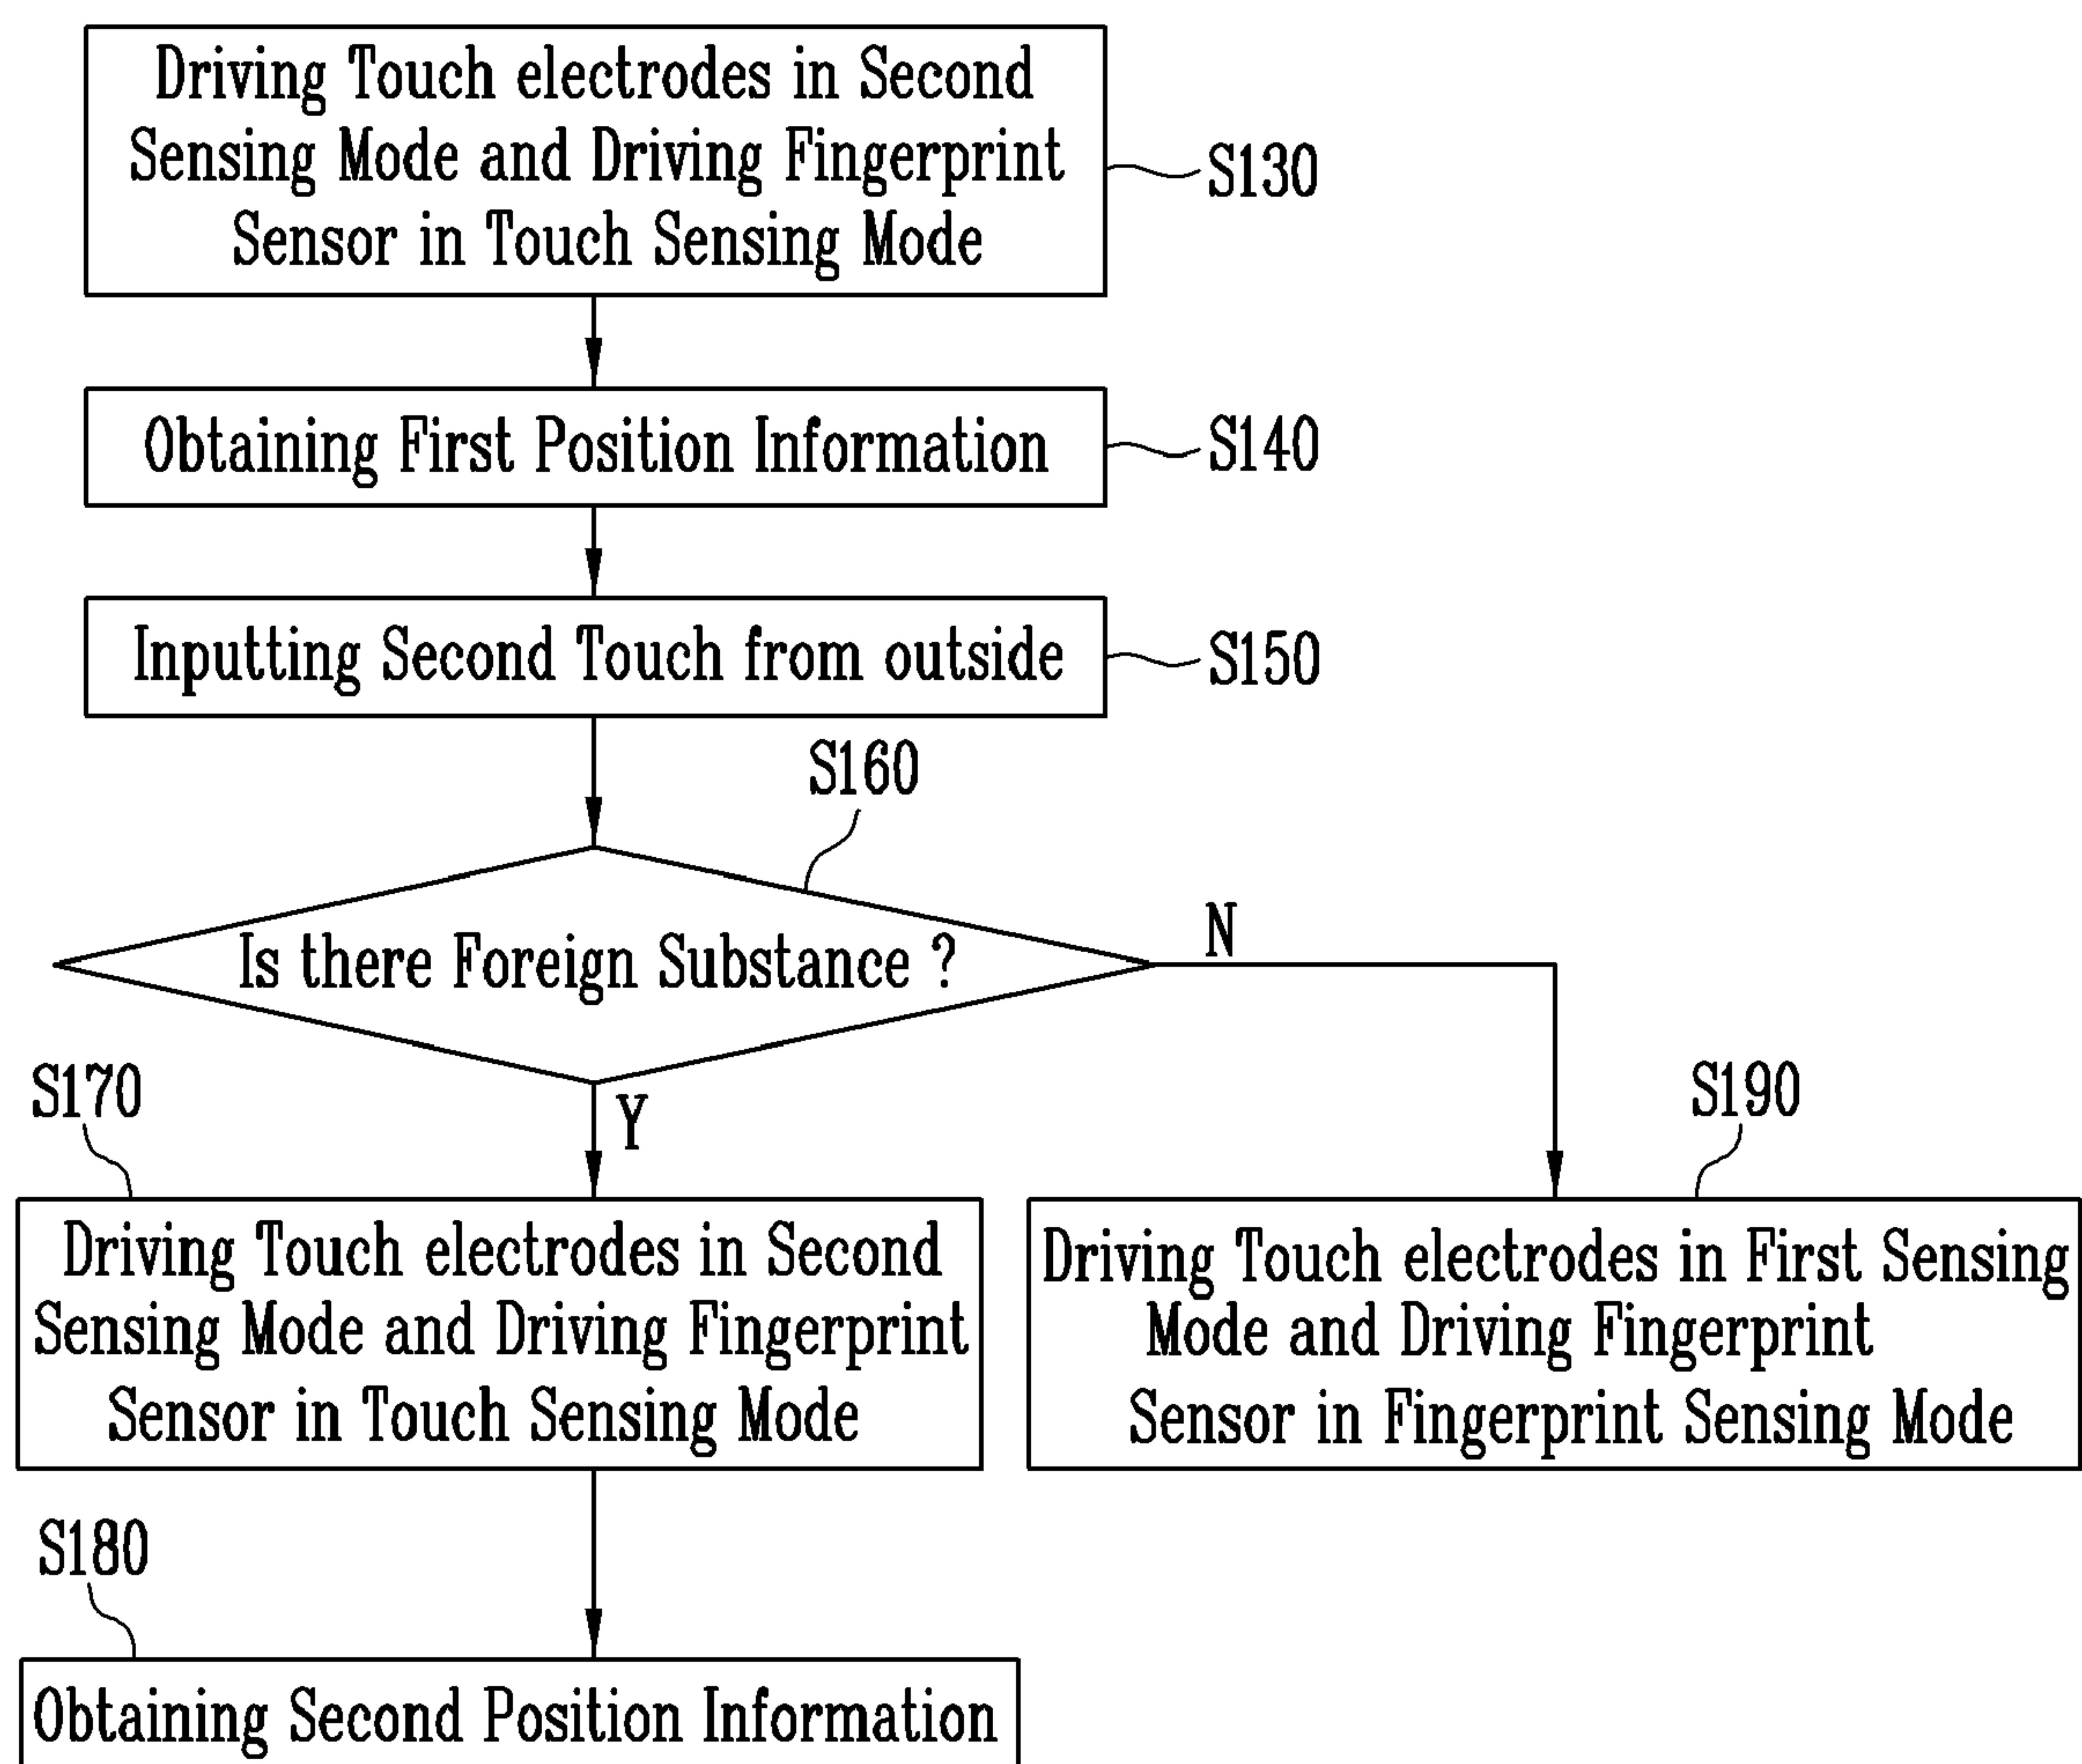 Driving Touch electrodes in Second
Sensing Mode and Driving Fingerprint
Sensor in Touch Sensing Mode
S130
Obtaining First Position Information
S140
Inputting Second Touch from outside
S150
S160
Is there Foreign Substance ?
N
Y
S170
Driving Touch electrodes in Second
Sensing Mode and Driving Fingerprint
Sensor in Touch Sensing Mode
S190
Driving Touch electrodes in First Sensing
Mode and Driving Fingerprint
Sensor in Fingerprint Sensing Mode
S180
Obtaining Second Position Information